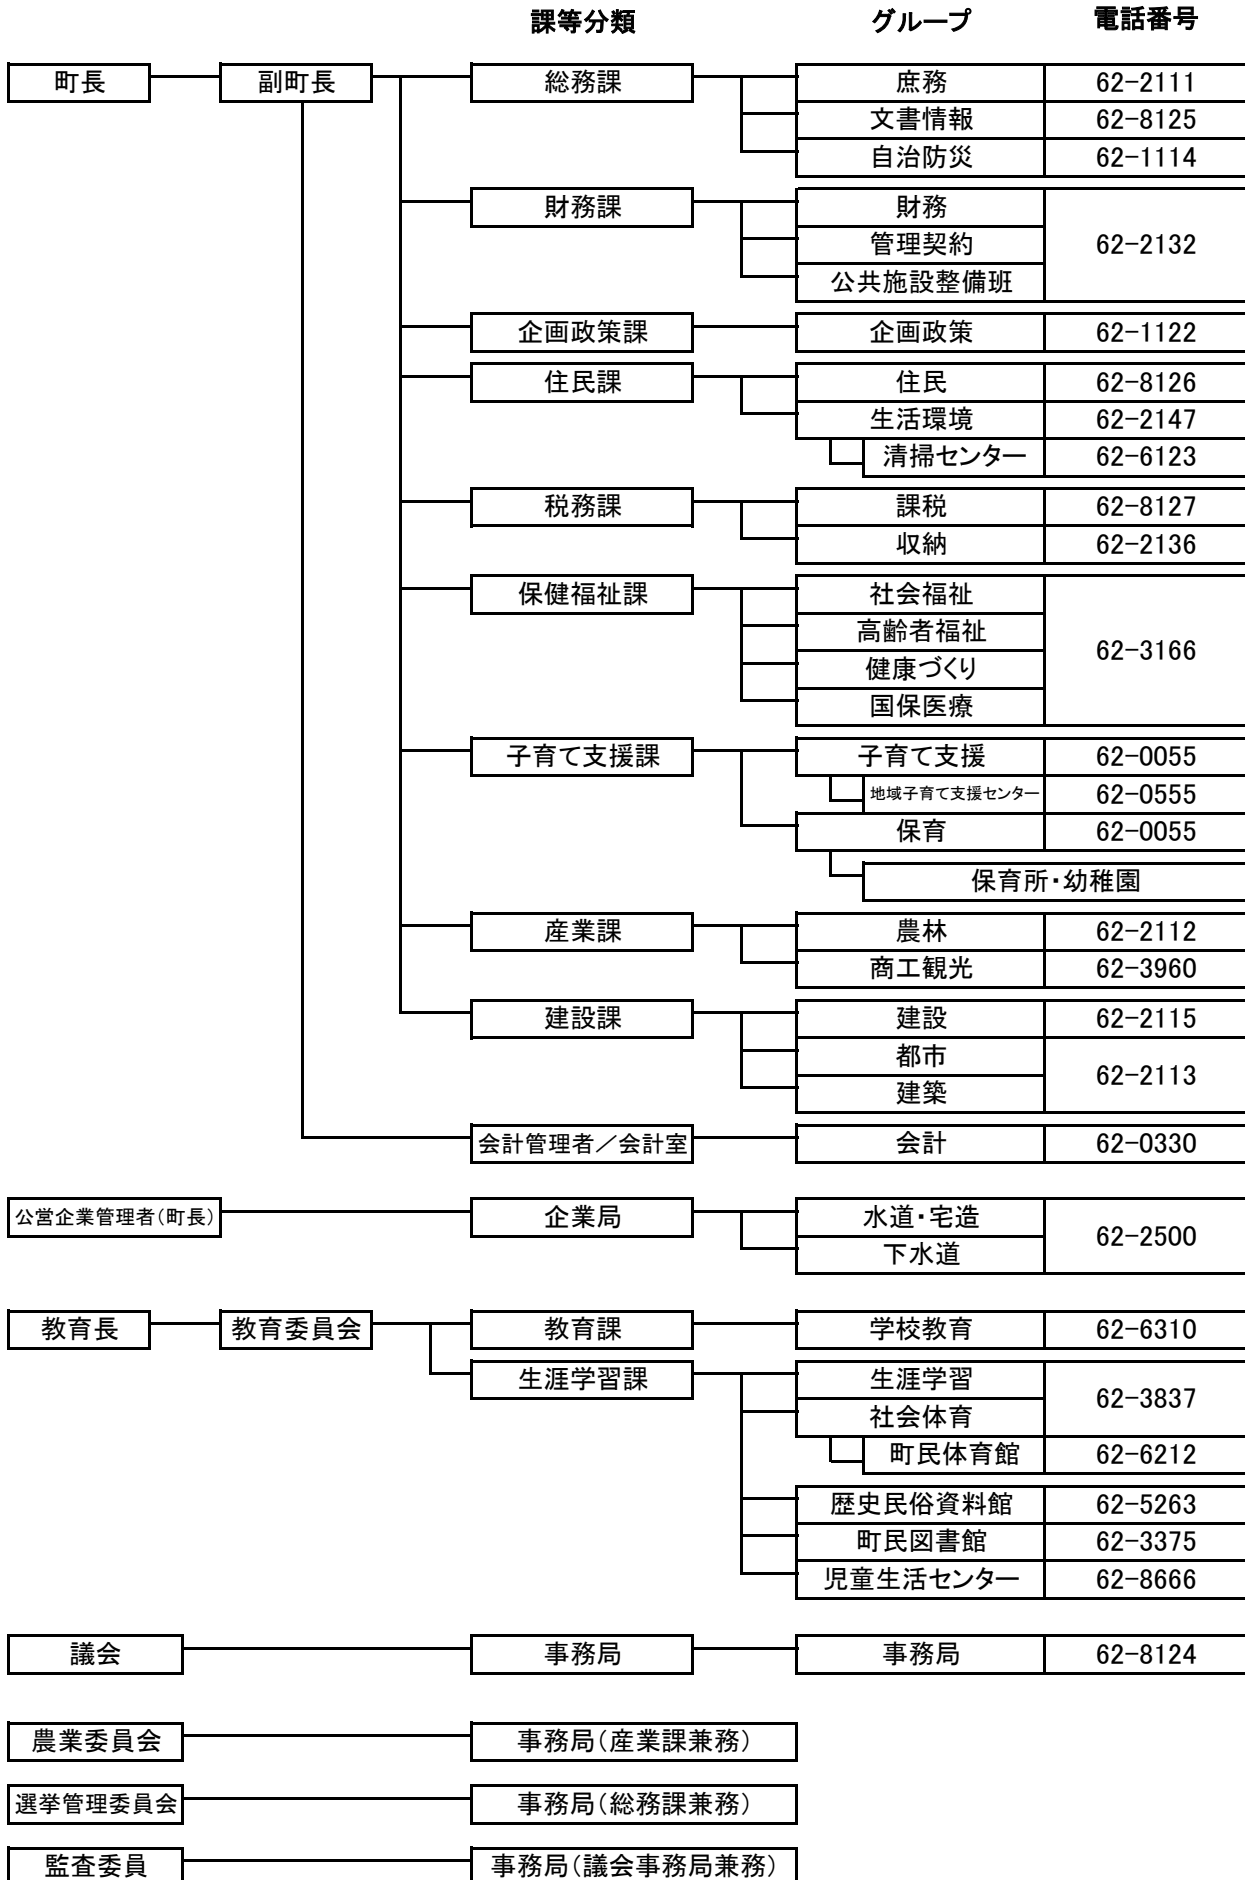 課等分類 グループ 電話番号
町長 副町長 総務課 庶務 62-2111
文書情報 62-8125
自治防災 62-1114
財務課 財務
管理契約 62-2132
公共施設整備班
企画政策課 企画政策 62-1122
住民課 住民 62-8126
生活環境 62-2147
清掃センター 62-6123
税務課 課税 62-8127
収納 62-2136
保健福祉課 社会福祉
高齢者福祉
62-3166
健康づくり
国保医療
子育て支援課 子育て支援 62-0055
地域子育て支援センター 62-0555
保育 62-0055
保育所・幼稚園
産業課 農林 62-2112
商工観光 62-3960
建設課 建設 62-2115
都市
62-2113
建築
会計管理者／会計室 会計 62-0330
公営企業管理者（町長） 企業局 水道・宅造
62-2500
下水道
教育長 教育委員会 教育課 学校教育 62-6310
生涯学習課 生涯学習
62-3837
社会体育
町民体育館 62-6212
歴史民俗資料館 62-5263
町民図書館 62-3375
児童生活センター 62-8666
議会 事務局 事務局 62-8124
農業委員会 事務局（産業課兼務）
選挙管理委員会 事務局（総務課兼務）
監査委員 事務局（議会事務局兼務）